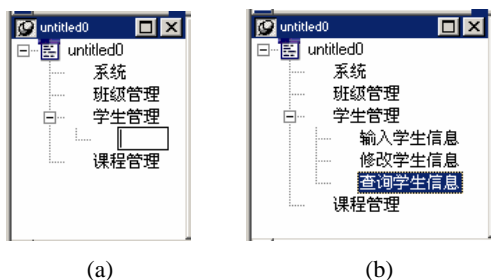 untitled0
untitled0
系统
班级管理
学生管理
课程管理
(a)
untitled0
untitled0
系统
班级管理
学生管理
输入学生信息
修改学生信息
查询学生信息
课程管理
(b)